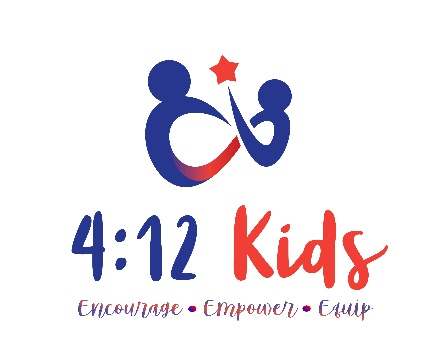 4:12 Kids
Encourage • Empower • Equip